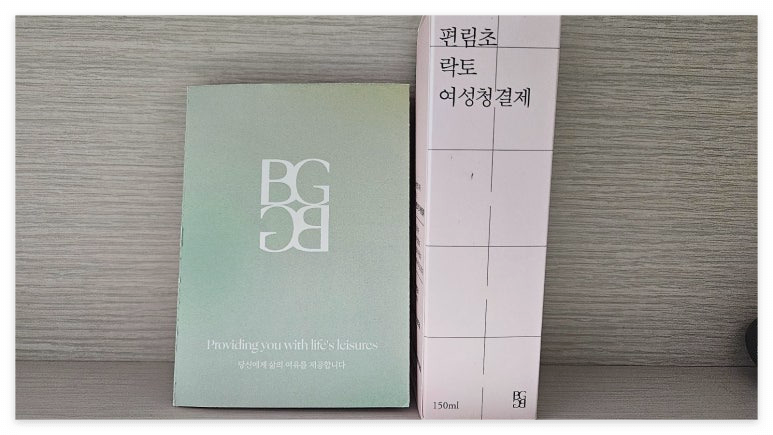 BG
BG
Providing you with life's leisures
당신에게 삶의 여유를 제공합니다
편림초
락토
여성청결제
150ml
BG
BG